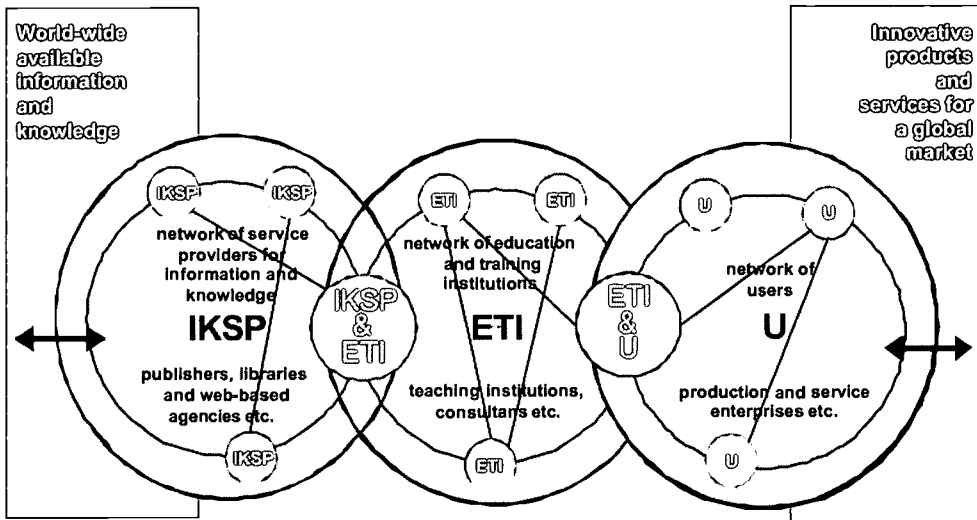 World-wide
available
information
and
knowledge
Innovative
products
and
services for
a global
market
IKSP
IKSP
network of service
providers for
information and
knowledge
IKSP
publishers, libraries
and web-based
agencies etc.
IKSP
IKSP
&
ETI
ETI
ETI
network of education
and training
institutions
ETI
teaching institutions,
consultans etc.
ETI
ETI
&
U
U
U
network of
users
U
production and service
enterprises etc.
U